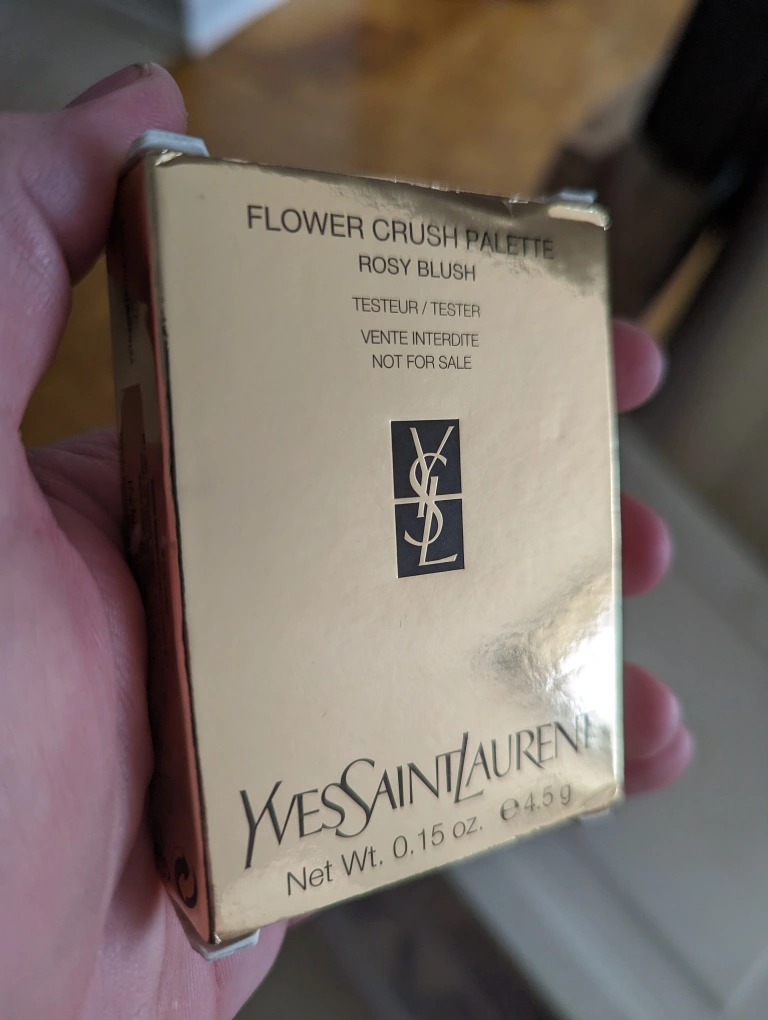 FLOWER CRUSH PALETTE
ROSY BLUSH
TESTEUR / TESTER
VENTE INTERDITE
NOT FOR SALE
YSL
YVESSAINTLAURENT
Net Wt. 0.15 oz. ℮ 4.5 g